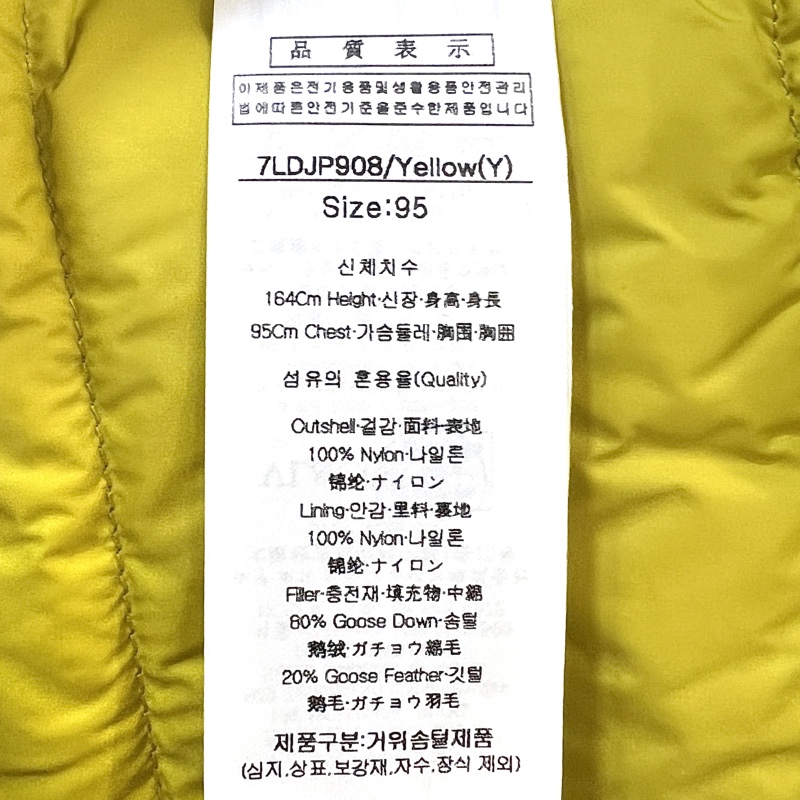 品質表示
이제품은전기용품및생활용품안전관리
법에따른안전기준을준수한제품입니다
7LDJP908/Yellow(Y)
Size:95
신체치수
164Cm Height·신장·身高·身長
95Cm Chest·가슴둘레·胸围·胸囲
섬유의 혼용율(Quality)
Outshell·겉감·面料·表地
100% Nylon·나일론
锦纶·ナイロン
Lining·안감·里料·裏地
100% Nylon·나일론
锦纶·ナイロン
Filler·충전재·填充物·中綿
80% Goose Down·솜털
鹅绒·ガチョウ綿毛
20% Goose Feather·깃털
鹅毛·ガチョウ羽毛
제품구분:거위솜털제품
(심지,상표,보강재,자수,장식 제외)